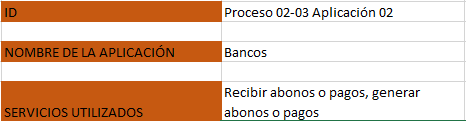 ID Proceso 02-03 Aplicación 02
NOMBRE DE LA APLICACIÓN Bancos
Recibir abonos o pagos, generar
SERVICIOS UTILIZADOS abonos o pagos